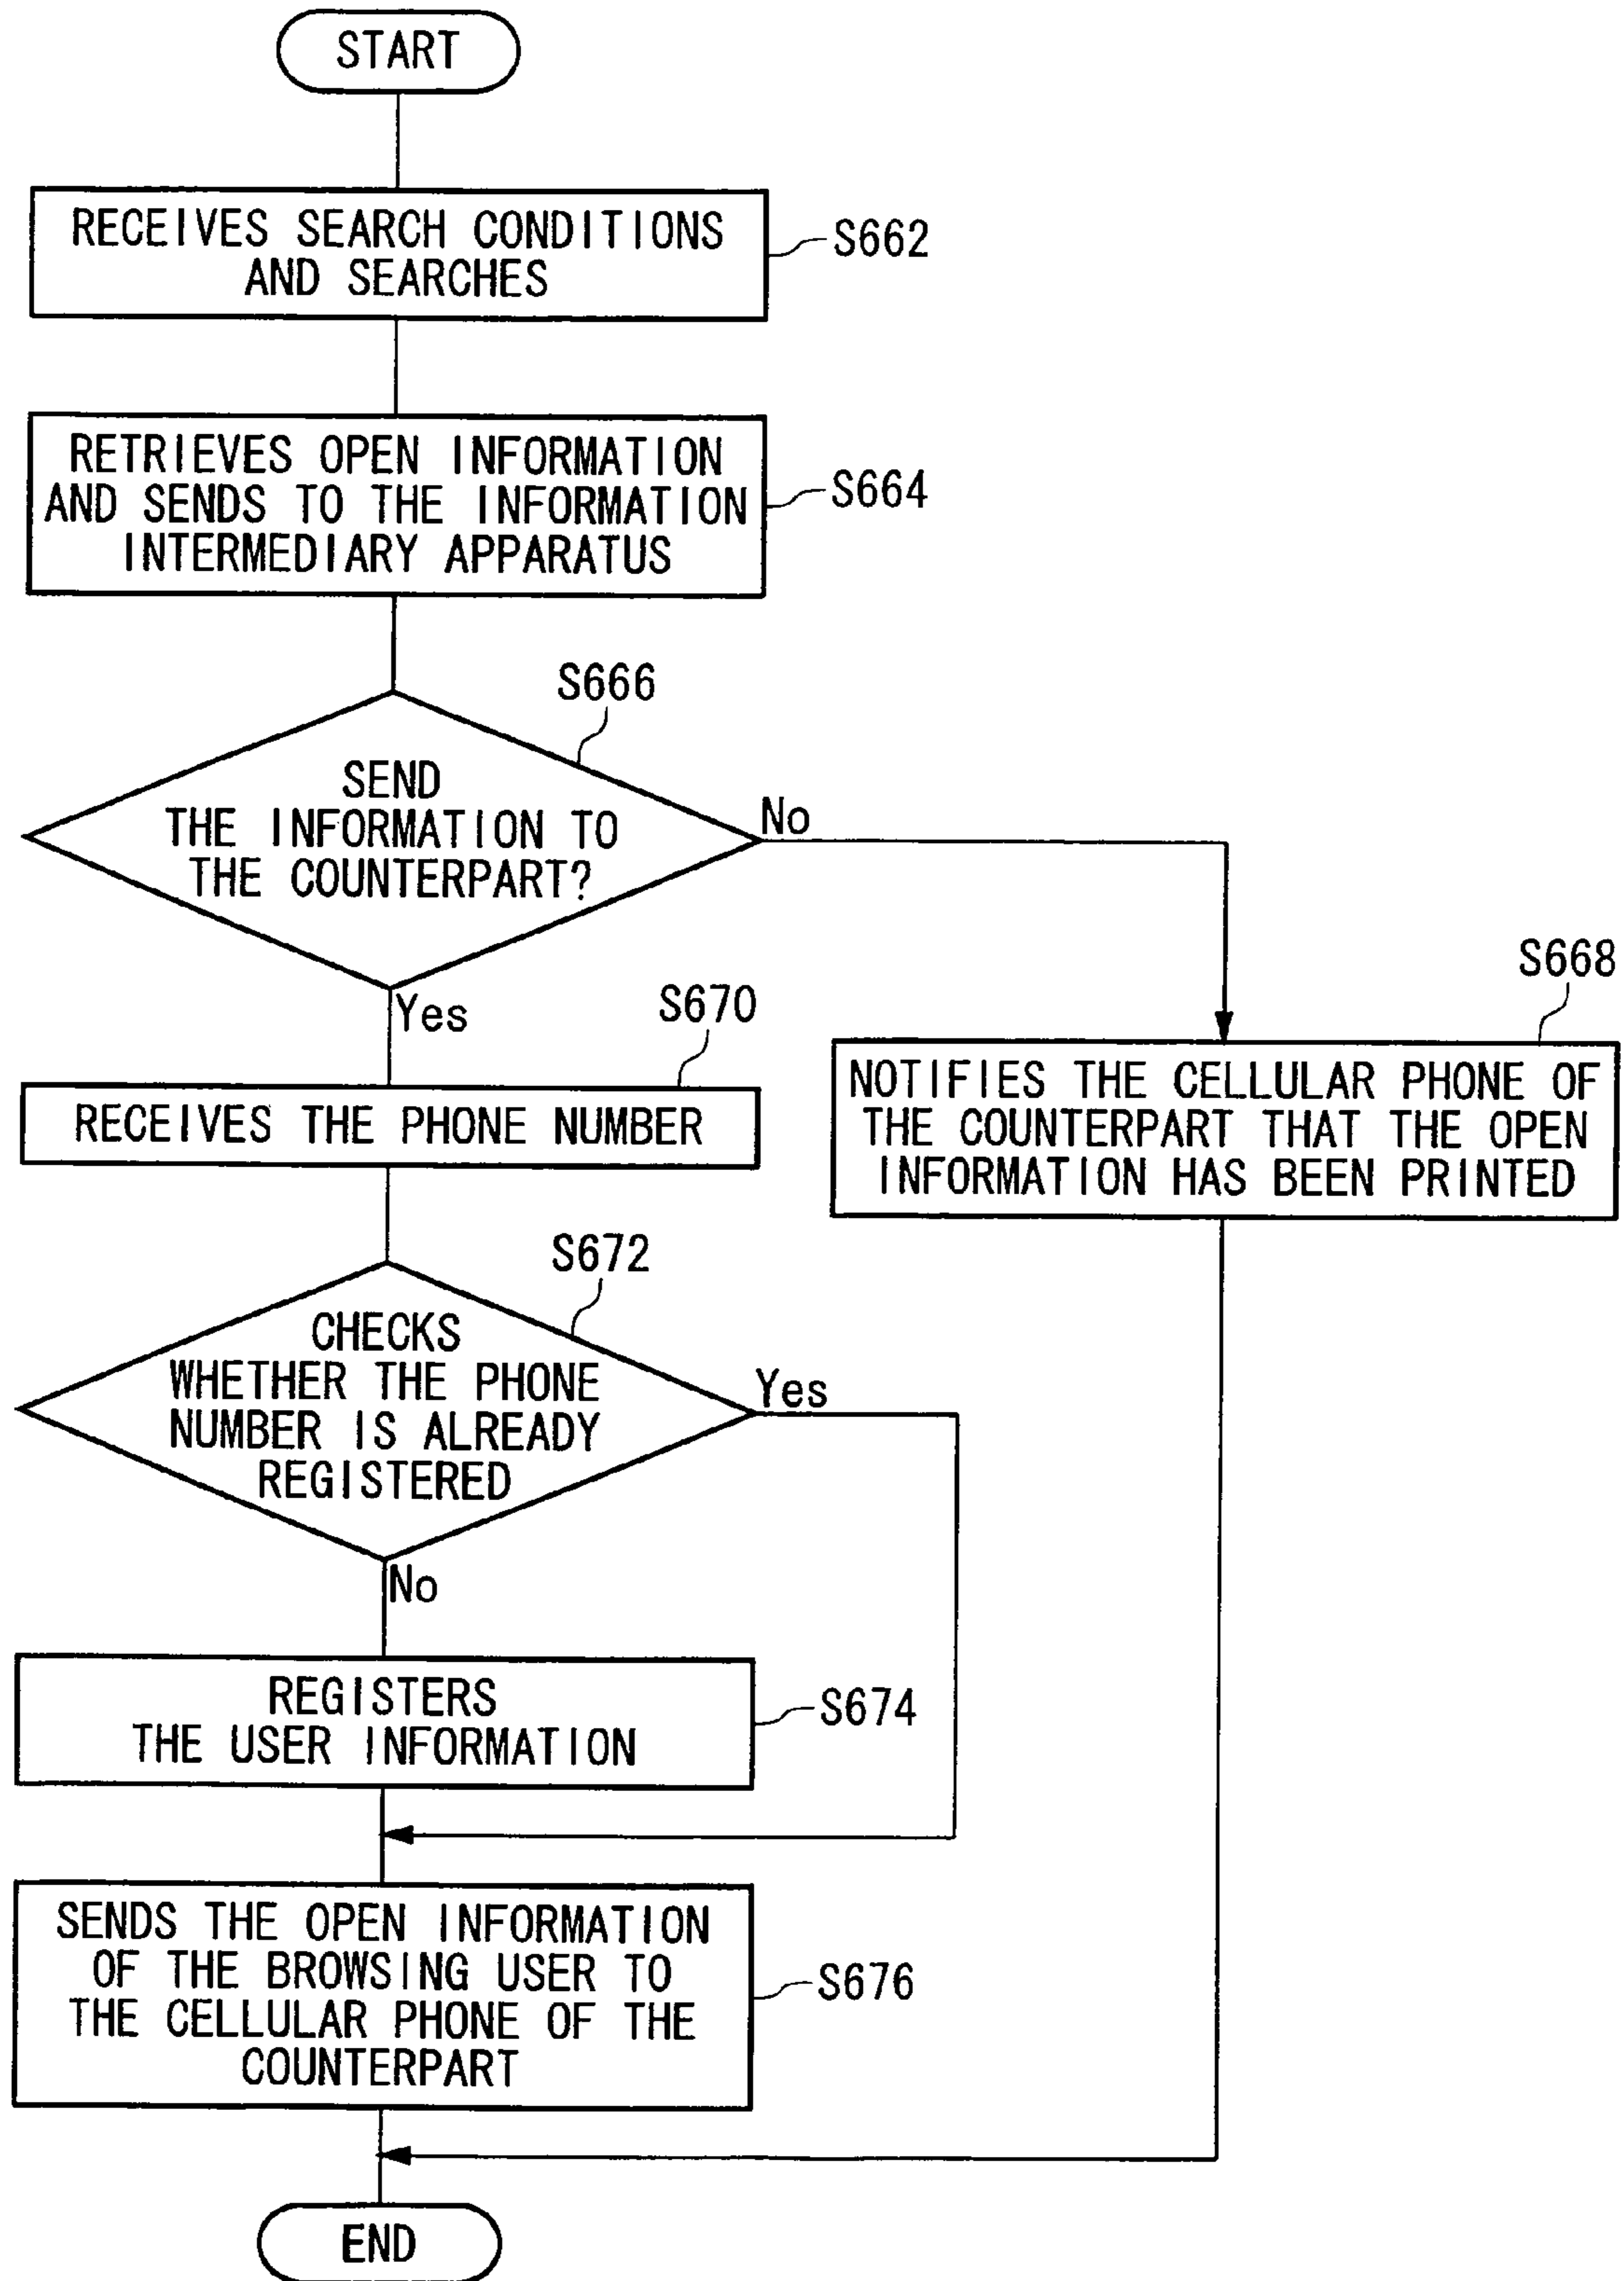 START
RECEIVES SEARCH CONDITIONS
AND SEARCHES
S662
RETRIEVES OPEN INFORMATION
AND SENDS TO THE INFORMATION
INTERMEDIARY APPARATUS
S664
S666
SEND
THE INFORMATION TO
THE COUNTERPART?
No
Yes
S668
NOTIFIES THE CELLULAR PHONE OF
THE COUNTERPART THAT THE OPEN
INFORMATION HAS BEEN PRINTED
S670
RECEIVES THE PHONE NUMBER
S672
CHECKS
WHETHER THE PHONE
NUMBER IS ALREADY
REGISTERED
Yes
No
REGISTERS
THE USER INFORMATION
S674
SENDS THE OPEN INFORMATION
OF THE BROWSING USER TO
THE CELLULAR PHONE OF THE
COUNTERPART
S676
END